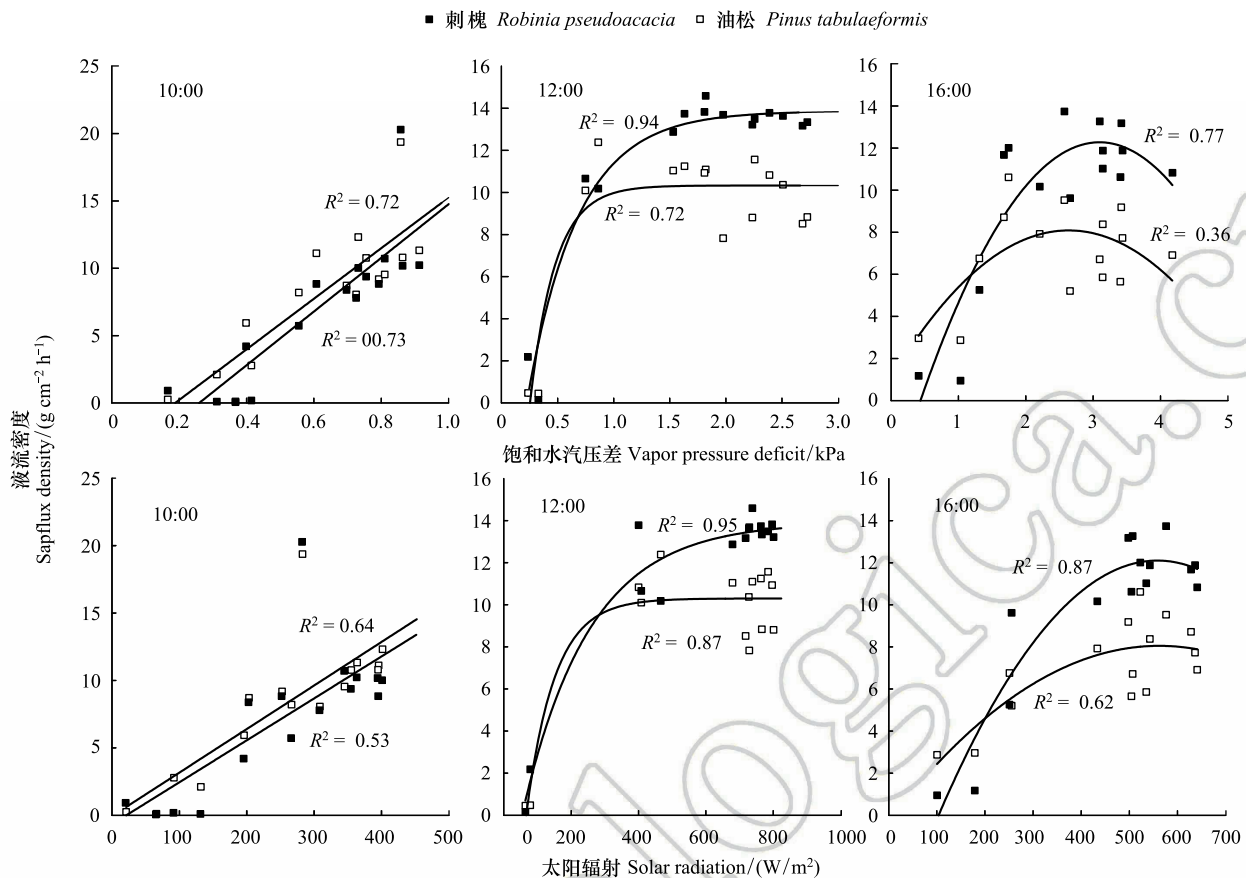 ■ 刺槐 Robinia pseudoacacia □ 油松 Pinus tabulaeformis
液流密度
Sapflux density/(g cm⁻² h⁻¹)
10:00
25
20
15
10
5
0
R² = 0.72
R² = 00.73
0 0.2 0.4 0.6 0.8 1.0
12:00
16
14
12
10
8
6
4
2
0
R² = 0.94
R² = 0.72
0 0.5 1.0 1.5 2.0 2.5 3.0
16:00
16
14
12
10
8
6
4
2
0
R² = 0.77
R² = 0.36
0 1 2 3 4 5
饱和水汽压差 Vapor pressure deficit/kPa
10:00
25
20
15
10
5
0
R² = 0.64
R² = 0.53
0 100 200 300 400 500
12:00
16
14
12
10
8
6
4
2
0
R² = 0.95
R² = 0.87
0 200 400 600 800 1000
16:00
16
14
12
10
8
6
4
2
0
R² = 0.87
R² = 0.62
0 100 200 300 400 500 600 700
太阳辐射 Solar radiation/(W/m²)